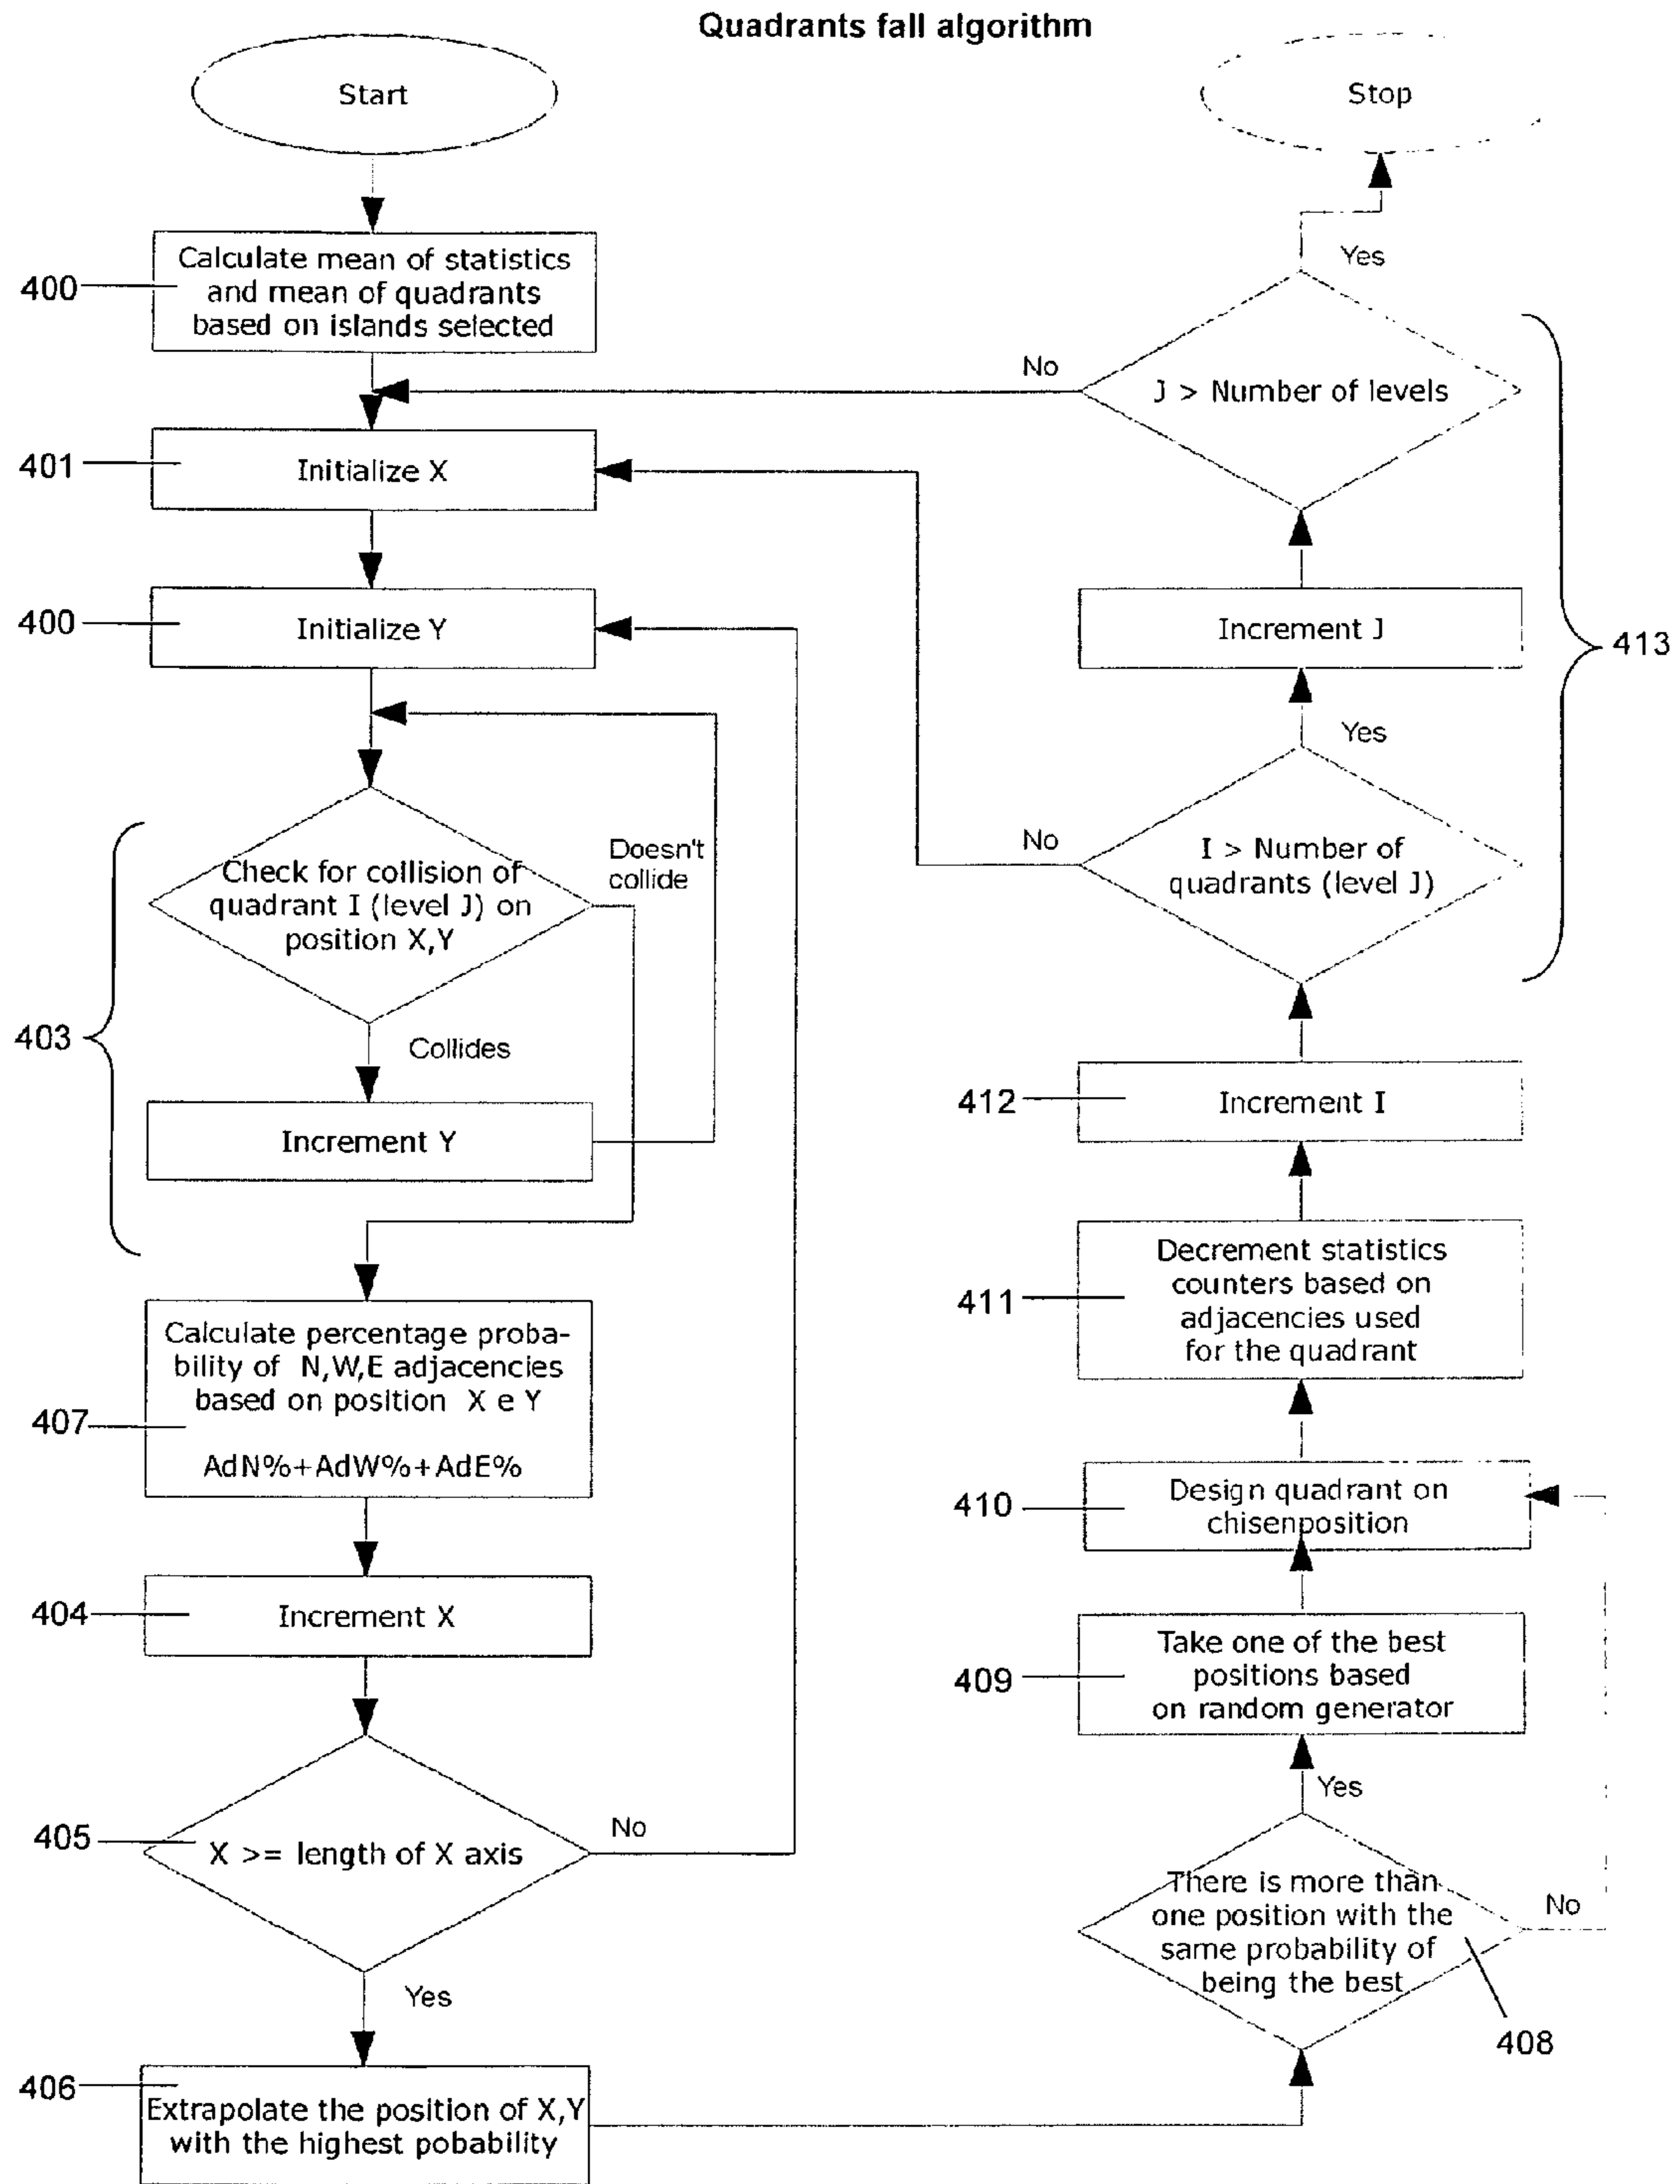 Quadrants fall algorithm
Start
400
Calculate mean of statistics
and mean of quadrants
based on islands selected
401
Initialize X
400
Initialize Y
403
Check for collision of
quadrant I (level J) on
position X,Y
Doesn't
collide
Collides
Increment Y
407
Calculate percentage proba-
bility of N,W,E adjacencies
based on position X e Y
AdN%+AdW%+AdE%
404
Increment X
405
X >= length of X axis
No
Yes
406
Extrapolate the position of X,Y
with the highest pobability
Stop
Yes
No
J > Number of levels
Increment J
413
Yes
No
I > Number of
quadrants (level J)
412
Increment I
411
Decrement statistics
counters based on
adjacencies used
for the quadrant
410
Design quadrant on
chisenposition
409
Take one of the best
positions based
on random generator
Yes
There is more than
one position with the
same probability of
being the best
No
408